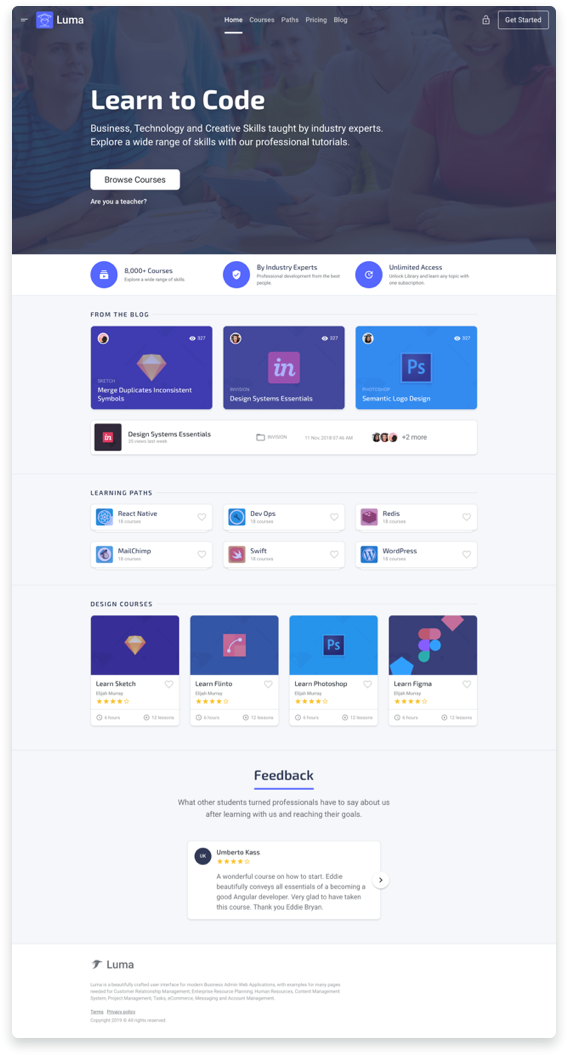 Luma
Home Courses Paths Pricing Blog
Get Started
Learn to Code
Business, Technology and Creative Skills taught by industry experts.
Explore a wide range of skills with our professional tutorials.
Browse Courses
Are you a teacher?
8,000+ Courses
Explore a wide range of skills.
By Industry Experts
Professional development from the best
people.
Unlimited Access
Unlock Library and learn any topic with
one subscription.
FROM THE BLOG
327
SKETCH
Merge Duplicates Inconsistent
Symbols
327
in
INVISION
Design Systems Essentials
327
Ps
PHOTOSHOP
Semantic Logo Design
in
Design Systems Essentials
20 views last week
INVISION
11 Nov, 2018 07:46 AM
+2 more
LEARNING PATHS
React Native
18 courses
Dev Ops
18 courses
Redis
18 courses
MailChimp
18 courses
Swift
18 courses
WordPress
18 courses
DESIGN COURSES
Learn Sketch
Elijah Murray
6 hours 12 lessons
Learn Flinto
Elijah Murray
6 hours 12 lessons
Ps
Learn Photoshop
Elijah Murray
6 hours 12 lessons
Learn Figma
Elijah Murray
6 hours 12 lessons
Feedback
What other students turned professionals have to say about us
after learning with us and reaching their goals.
UK
Umberto Kass
A wonderful course on how to start. Eddie
beautifully conveys all essentials of a becoming a
good Angular developer. Very glad to have taken
this course. Thank you Eddie Bryan.
Luma
Luma is a beautifully crafted user interface for modern Business Admin Web Applications, with examples for many pages
needed for Customer Relationship Management, Enterprise Resource Planning, Human Resources, Content Management
System, Project Management, Tasks, eCommerce, Messaging and Account Management.
Terms Privacy policy
Copyright 2019 © All rights reserved.